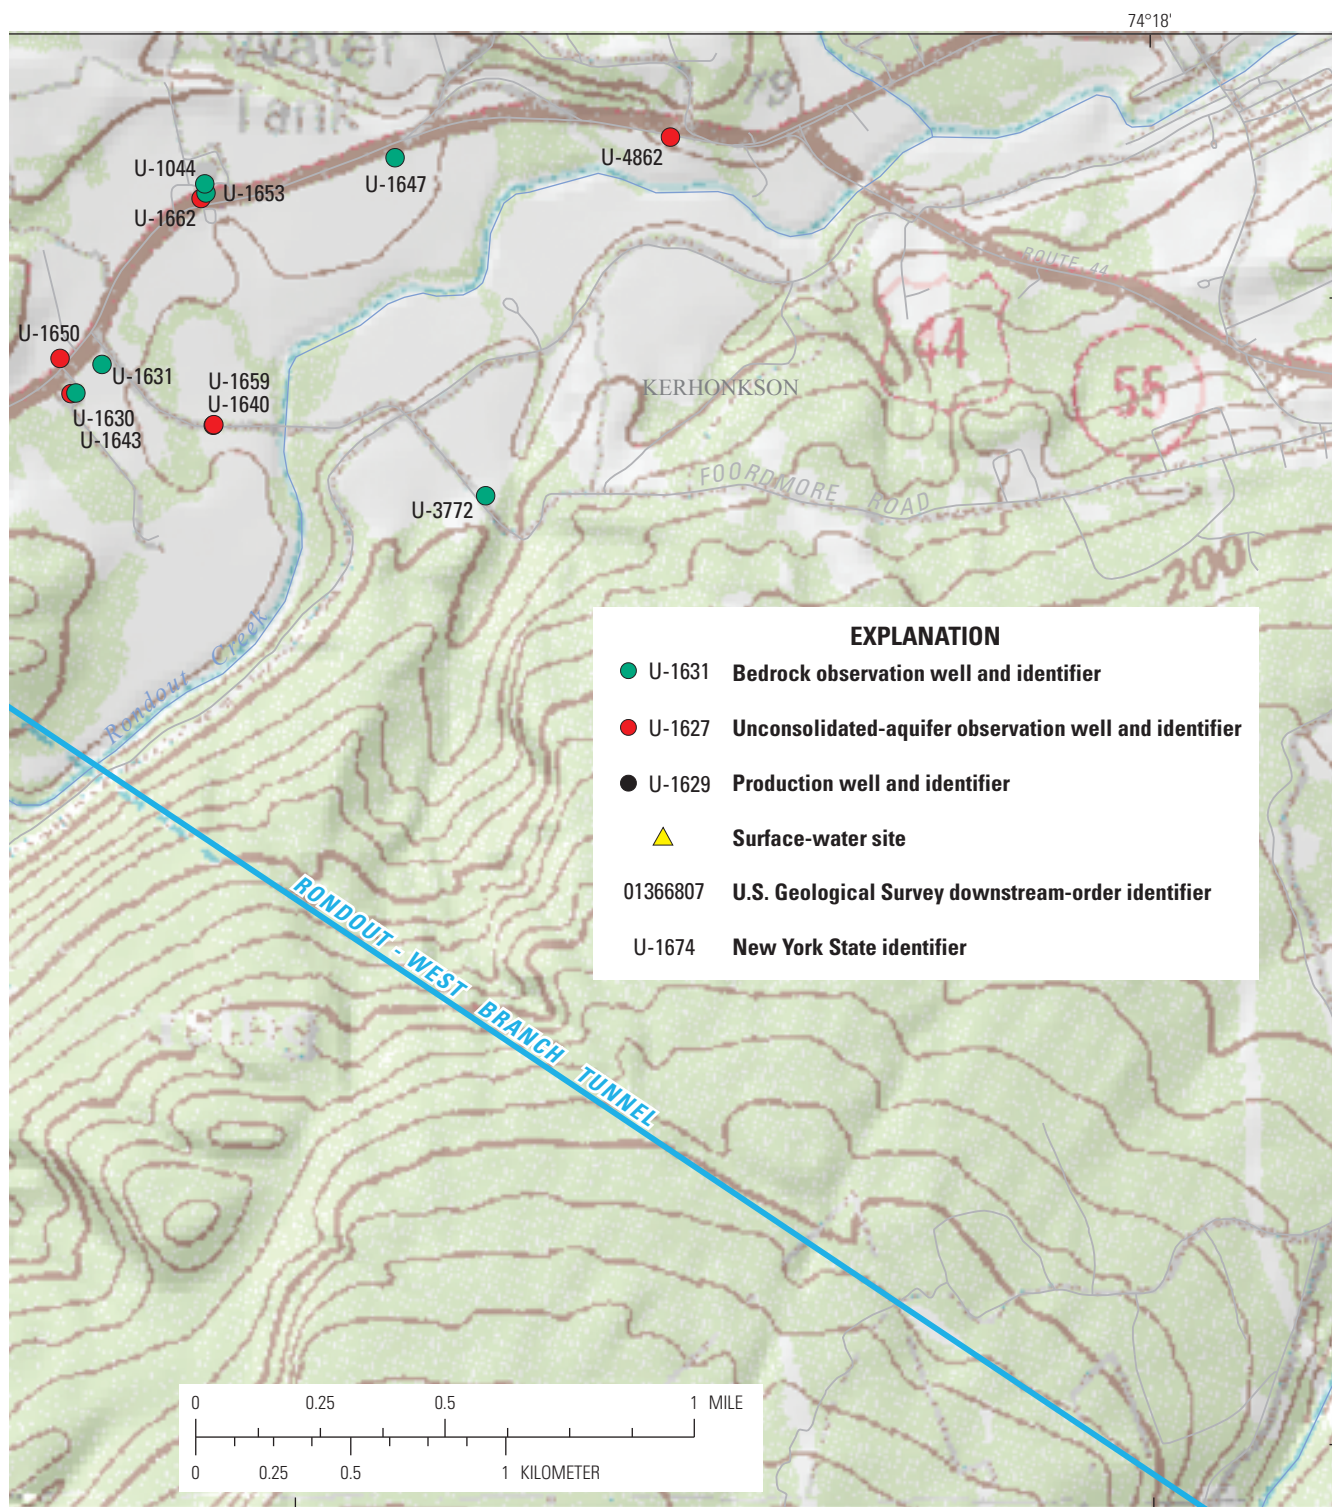 74°18'
Water
Tank
79
U-4862
U-1044
U-1647
U-1653
U-1662
ROUTE 44
U-1650
44
U-1631
U-1659
KERHONKSON
55
U-1640
U-1630
U-1643
FOORDMORE ROAD
U-3772
200
Rondout Creek
EXPLANATION
U-1631 Bedrock observation well and identifier
U-1627 Unconsolidated-aquifer observation well and identifier
U-1629 Production well and identifier
Surface-water site
01366807 U.S. Geological Survey downstream-order identifier
U-1674 New York State identifier
RONDOUT - WEST BRANCH TUNNEL
rsing
0 0.25 0.5 1 MILE
0 0.25 0.5 1 KILOMETER